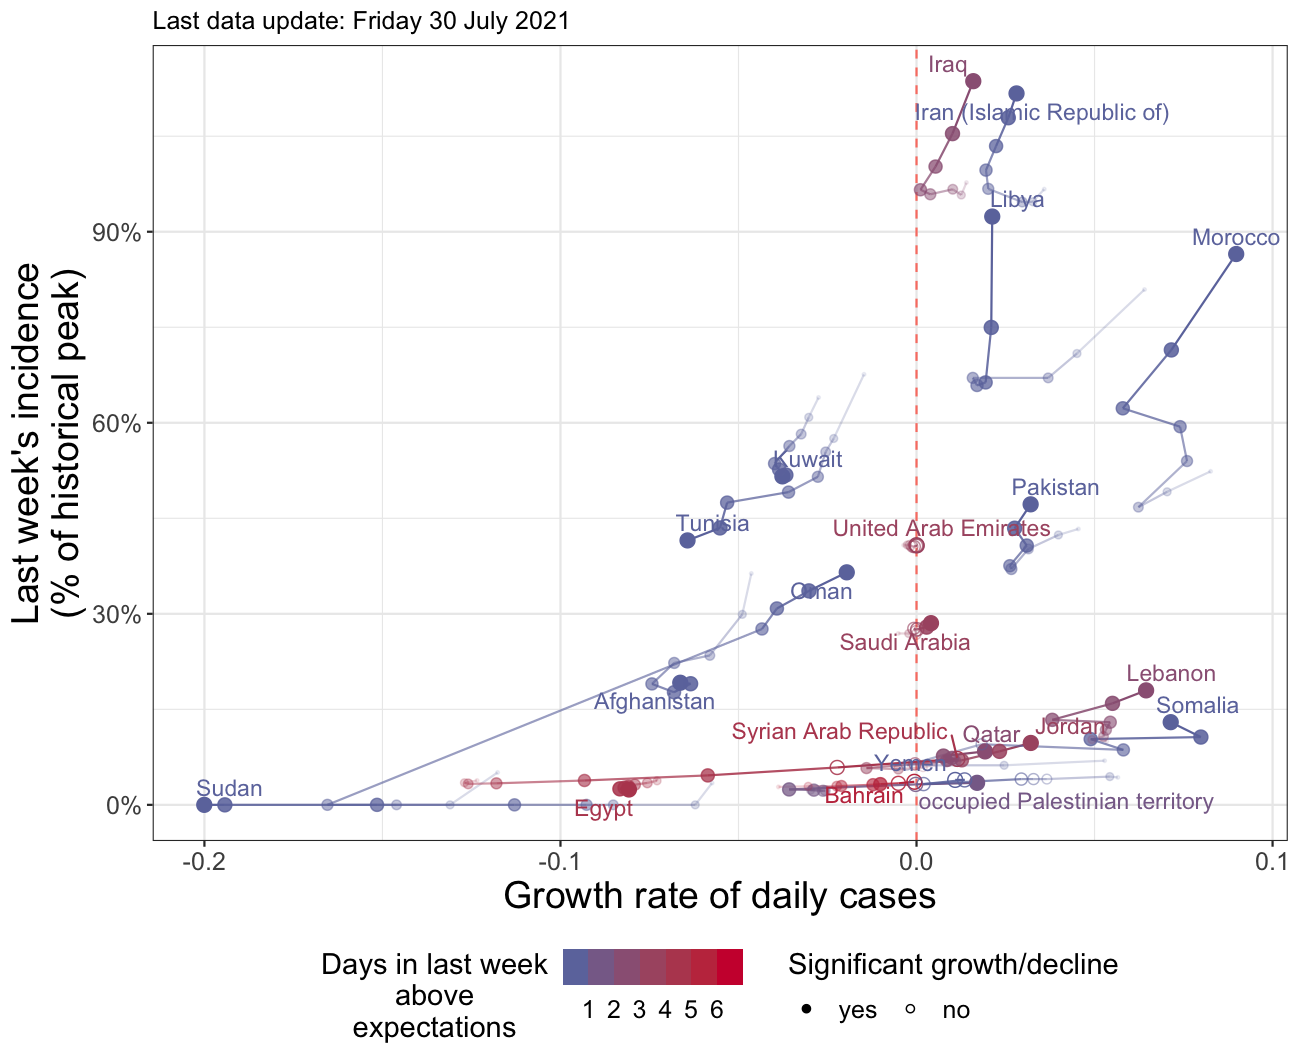 Last data update: Friday 30 July 2021
Last week's incidence
(% of historical peak)
90%
60%
30%
0%
Iraq
Iran (Islamic Republic of)
Libya
Morocco
Kuwait
Pakistan
Tunisia
United Arab Emirates
Oman
Saudi Arabia
Lebanon
Afghanistan
Somalia
Syrian Arab Republic
Qatar
Jordan
Yemen
Sudan
Bahrain
occupied Palestinian territory
Egypt
-0.2
-0.1
0.0
0.1
Growth rate of daily cases
Days in last week
above
expectations
1 2 3 4 5 6
Significant growth/decline
yes
no